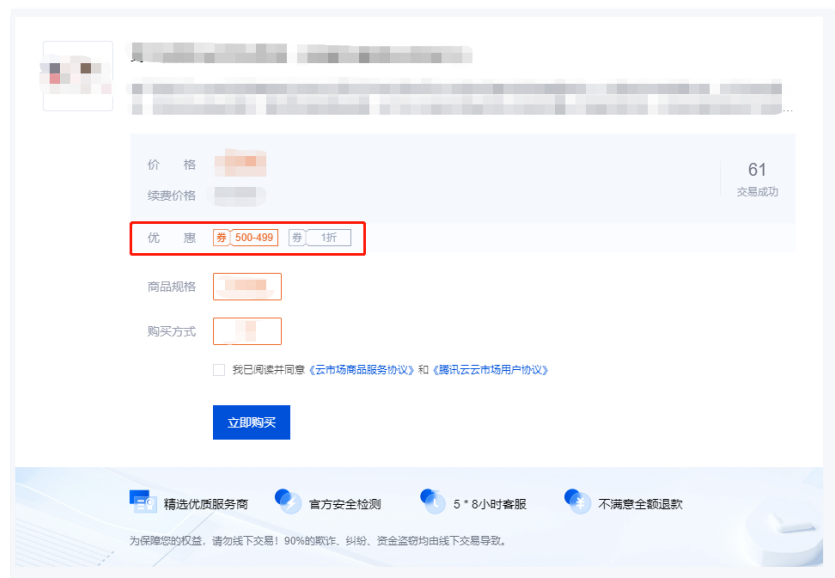 价 格
61
续费价格
交易成功
优 惠 券 500-499 券 1折
商品规格
购买方式
我已阅读并同意《云市场商品服务协议》和《腾讯云云市场用户协议》
立即购买
精选优质服务商 官方安全检测 5 * 8小时客服 不满意全额退款
为保障您的权益，请勿线下交易！90%的欺诈、纠纷、资金盗窃均由线下交易导致。